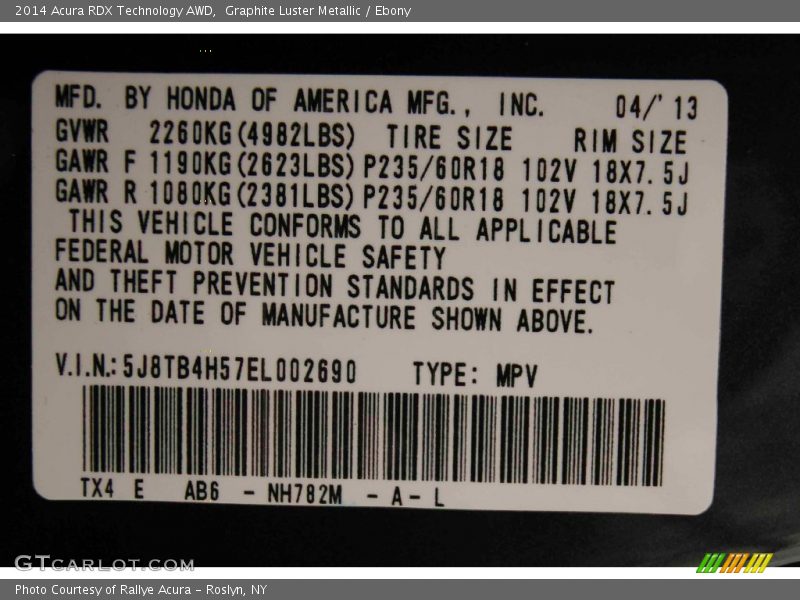 2014 Acura RDX Technology AWD,  Graphite Luster Metallic / Ebony
MFD. BY HONDA OF AMERICA MFG., INC. 04/'13
GVWR 2260KG(4982LBS) TIRE SIZE RIM SIZE
GAWR F 1190KG(2623LBS) P235/60R18 102V 18X7.5J
GAWR R 1080KG(2381LBS) P235/60R18 102V 18X7.5J
THIS VEHICLE CONFORMS TO ALL APPLICABLE
FEDERAL MOTOR VEHICLE SAFETY
AND THEFT PREVENTION STANDARDS IN EFFECT
ON THE DATE OF MANUFACTURE SHOWN ABOVE.
V.I.N.: 5J8TB4H57EL002690 TYPE: MPV
TX4 E AB6 - NH782M - A - L
GTCARLOT.COM
Photo Courtesy of Rallye Acura - Roslyn, NY